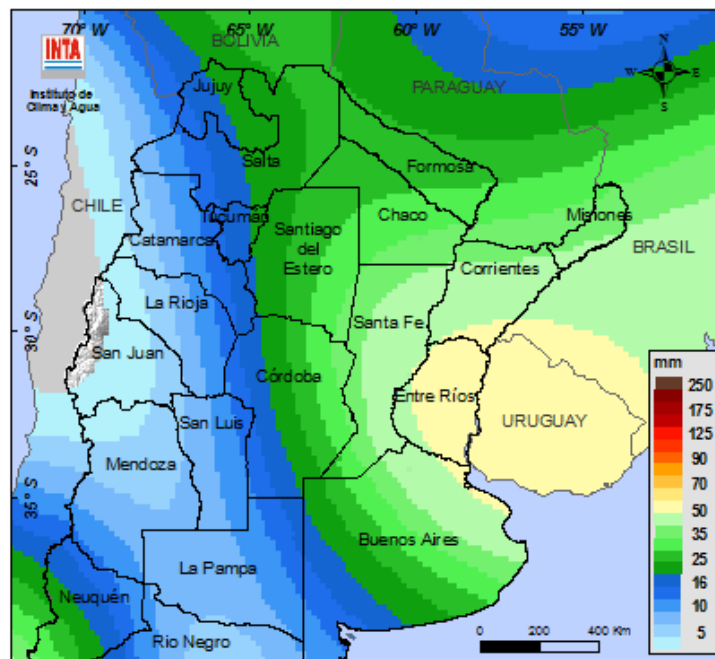 70° W
65° W
60° W
55° W
INTA
Instituto de
Clima y Agua
BOLIVIA
PARAGUAY
W
N
E
S
Jujuy
Salta
Formosa
25° S
CHILE
Tucumán
Chaco
Misiones
Catamarca
Santiago
del
Estero
Corrientes
BRASIL
La Rioja
Santa Fe.
30° S
San Juan
Córdoba
Entre Ríos
URUGUAY
San Luis
Mendoza
35° S
Buenos Aires
La Pampa
Neuquén
Rio Negro
mm
250
175
125
90
70
50
35
25
16
10
5
0 200 400 Km